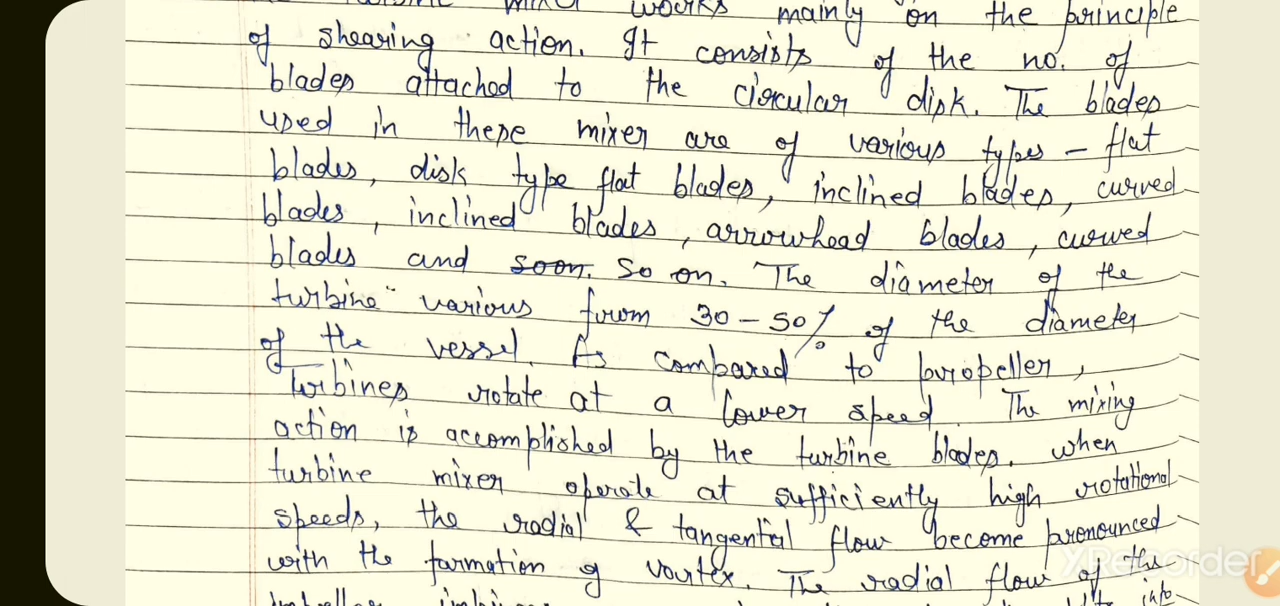 mixer works mainly on the principle
of shearing action. It consists of the no. of
blades attached to the circular disk. The blades
used in these mixer are of various types - flat
blades, disk type flat blades, inclined blades, curved
blades, inclined blades, arrowhead blades, curved
blades and soon. So on. The diameter of the
turbine various from 30-50% of the diameter
of the vessel. As compared to propeller,
Turbines rotate at a lower speed. The mixing
action is accomplished by the turbine blades. when
turbine mixer operate at sufficiently high rotational
speeds, the radial & tangential flow become pronounced
with the formation of vortex. The radial flow of the
into
XRecorder